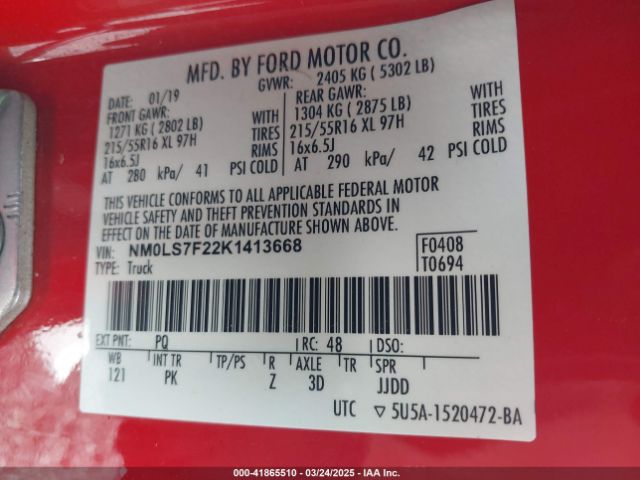 MFD. BY FORD MOTOR CO.
DATE: 01/19 GVWR: 2405 KG ( 5302 LB)
FRONT GAWR: WITH REAR GAWR: WITH
1271 KG ( 2802 LB) TIRES 1304 KG ( 2875 LB) TIRES
215/55R16 XL 97H RIMS 215/55R16 XL 97H RIMS
16x6.5J 16x6.5J
AT 280 kPa/ 41 PSI COLD AT 290 kPa/ 42 PSI COLD
THIS VEHICLE CONFORMS TO ALL APPLICABLE FEDERAL MOTOR
VEHICLE SAFETY AND THEFT PREVENTION STANDARDS IN
EFFECT ON THE DATE OF MANUFACTURE SHOWN ABOVE.
VIN: NM0LS7F22K1413668 F0408
TYPE: Truck T0694
EXT PNT: PQ RC: 48 DSO:
WB INT TR TP/PS R AXLE TR SPR
121 PK Z 3D JJDD
UTC ▽ 5U5A-1520472-BA
000-41865510 - 03/24/2025 - IAA Inc.